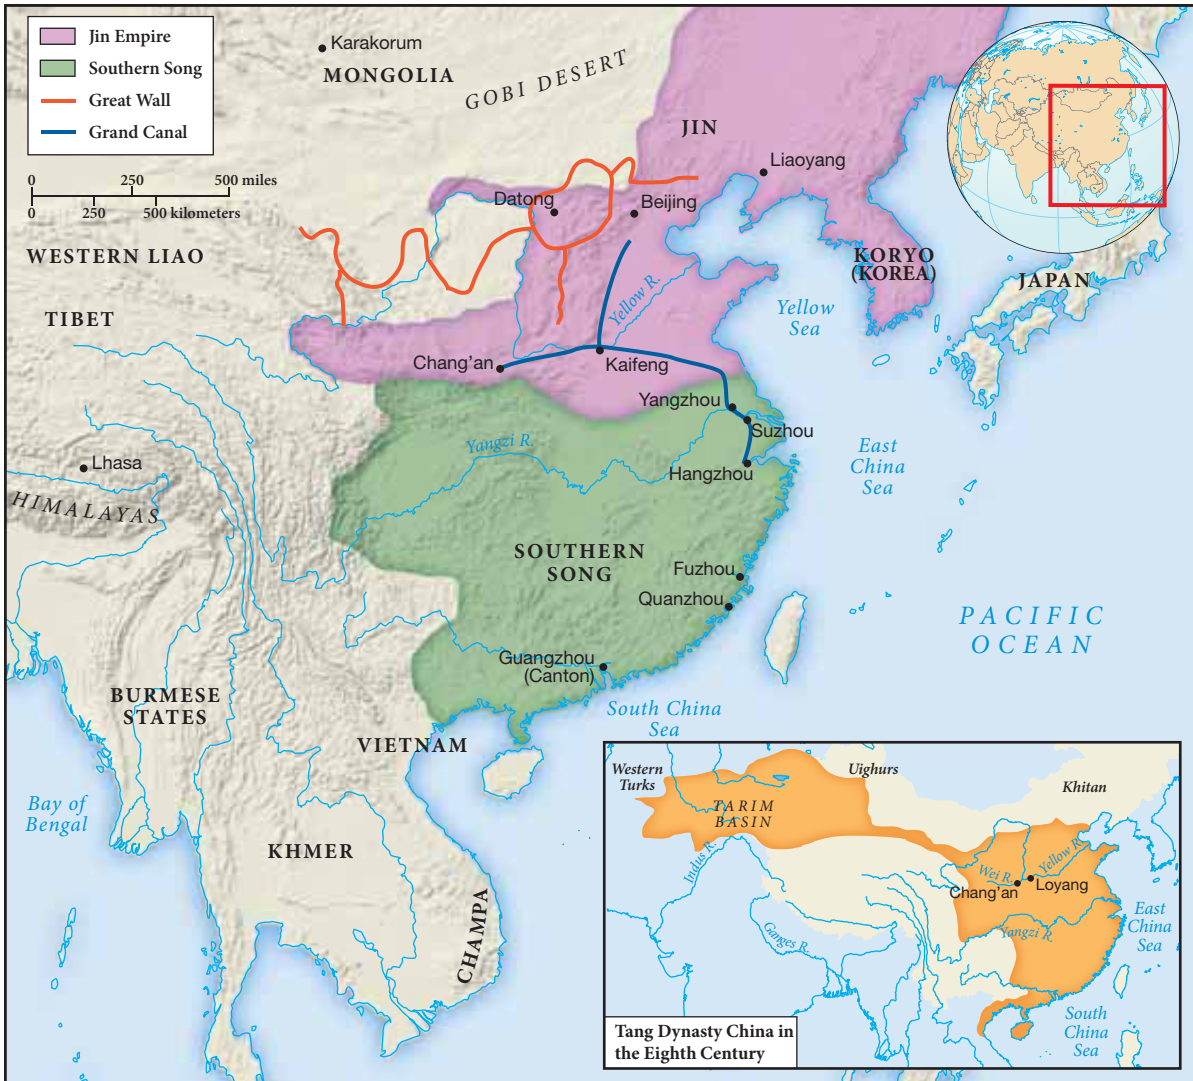 Jin Empire
Southern Song
Great Wall
Grand Canal
0 250 500 miles
0 250 500 kilometers
Karakorum
MONGOLIA
GOBI DESERT
JIN
Liaoyang
Datong
Beijing
WESTERN LIAO
KORYO
(KOREA)
JAPAN
TIBET
Yellow R.
Yellow
Sea
Chang'an
Kaifeng
Yangzhou
Suzhou
Yangzi R.
Hangzhou
East
China
Sea
Lhasa
HIMALAYAS
SOUTHERN
SONG
Fuzhou
Quanzhou
PACIFIC
OCEAN
Guangzhou
(Canton)
BURMESE
STATES
South China
Sea
VIETNAM
Bay of
Bengal
KHMER
CHAMPA
Western
Turks
Uighurs
Khitan
TARIM
BASIN
Indus R.
Wei R.
Yellow R.
Chang'an
Loyang
Ganges R.
Yangzi R.
East
China
Sea
South
China
Sea
Tang Dynasty China in
the Eighth Century